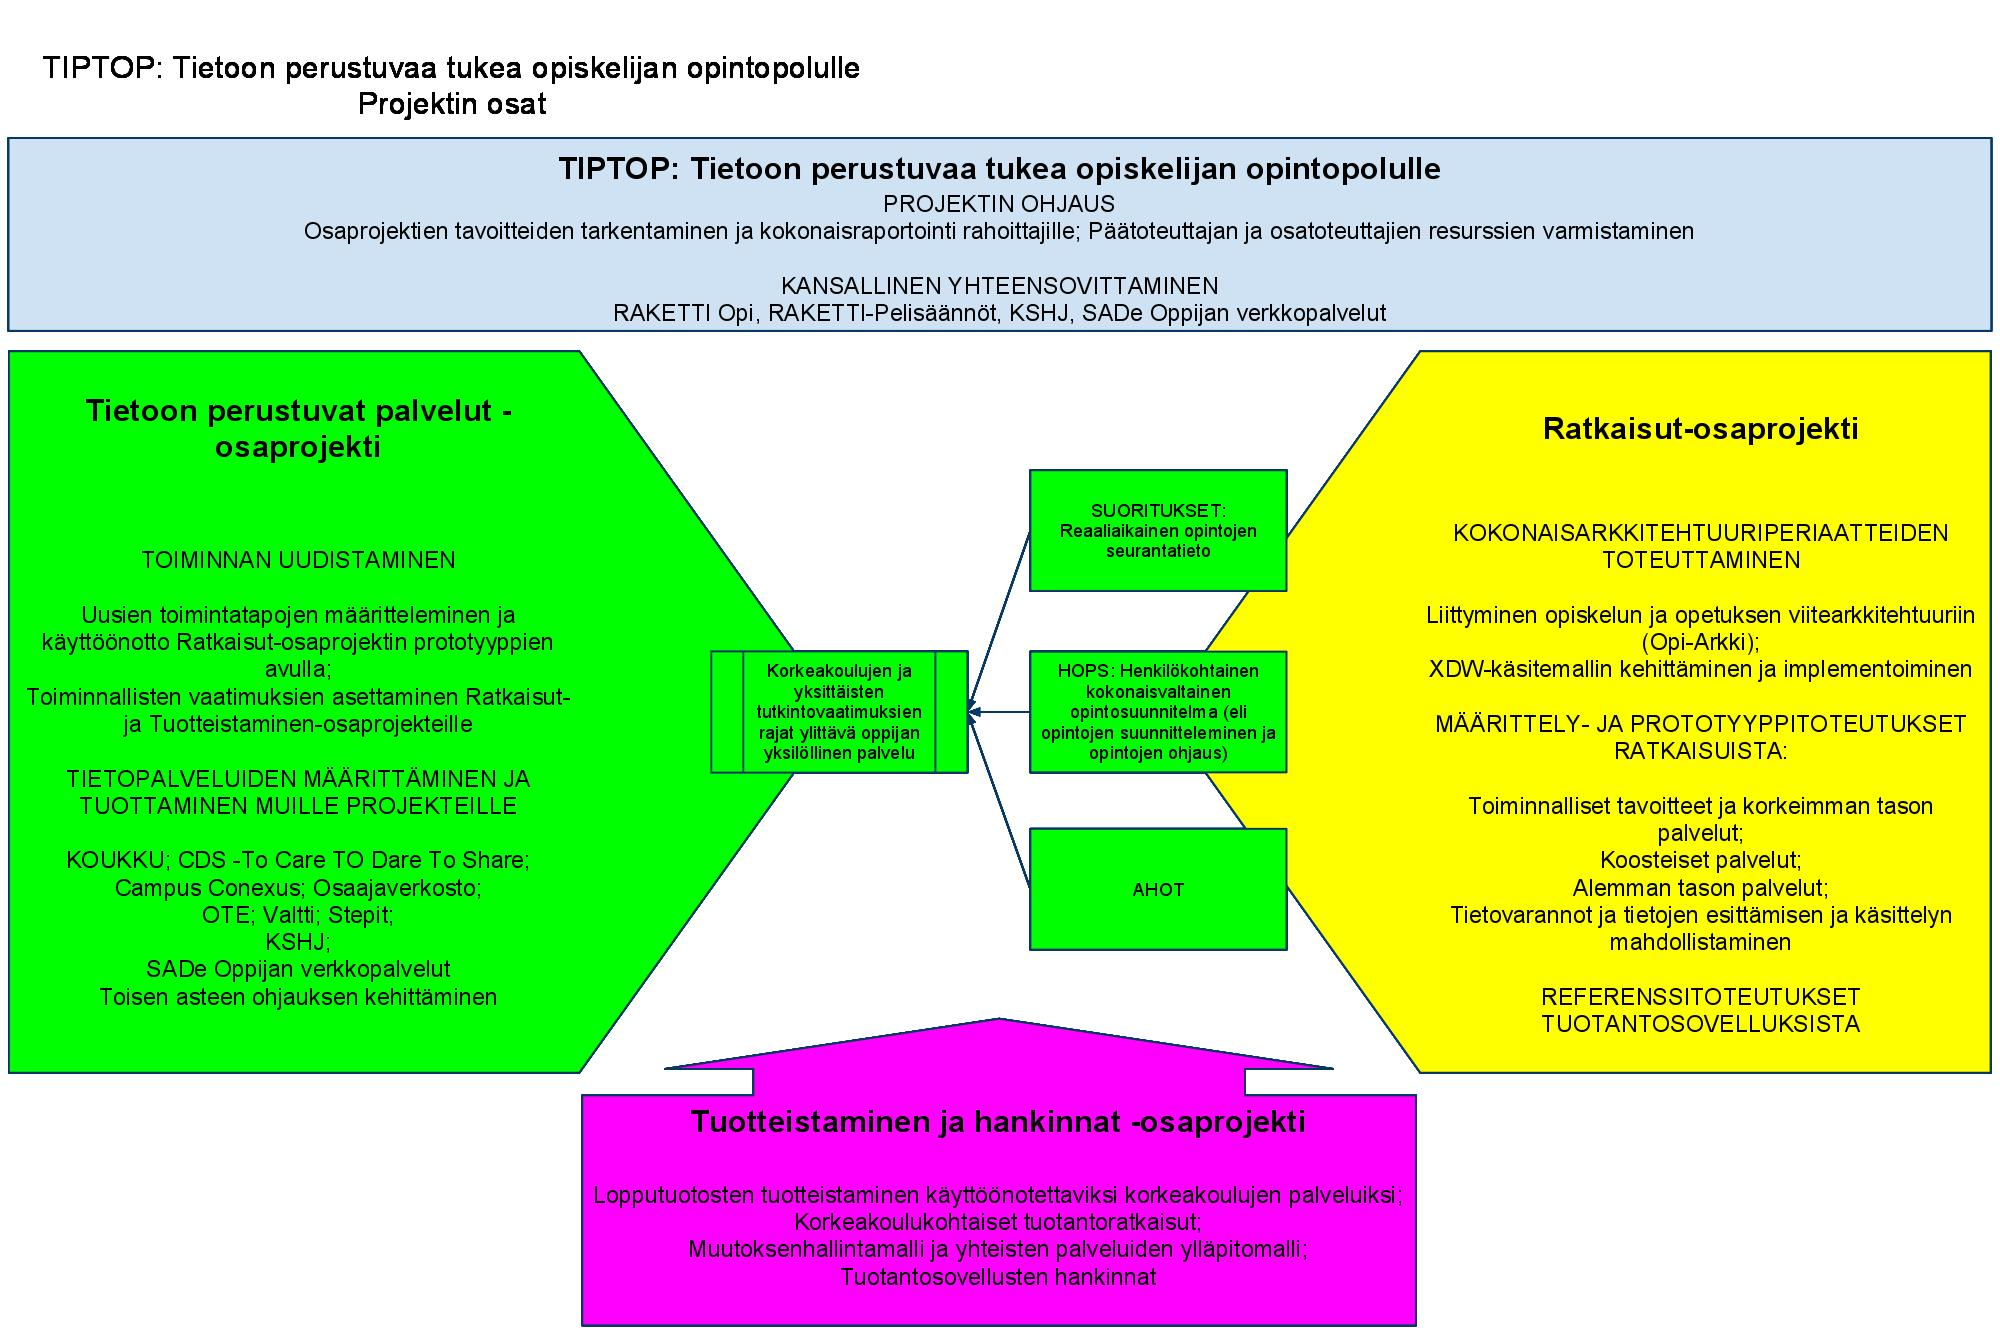 TIPTOP: Tietoon perustuvaa tukea opiskelijan opintopolulle
Projektin osat
TIPTOP: Tietoon perustuvaa tukea opiskelijan opintopolulle
PROJEKTIN OHJAUS
Osaprojektien tavoitteiden tarkentaminen ja kokonaisraportointi rahoittajille; Päätoteuttajan ja osatoteuttajien resurssien varmistaminen
KANSALLINEN YHTEENSOVITTAMINEN
RAKETTI Opi, RAKETTI-Pelisäännöt, KSHJ, SADe Oppijan verkkopalvelut
Tietoon perustuvat palvelut -
osaprojekti
TOIMINNAN UUDISTAMINEN
Uusien toimintatapojen määritteleminen ja
käyttöönotto Ratkaisut-osaprojektin prototyyppien
avulla;
Toiminnallisten vaatimuksien asettaminen Ratkaisut-
ja Tuotteistaminen-osaprojekteille
TIETOPALVELUIDEN MÄÄRITTÄMINEN JA
TUOTTAMINEN MUILLE PROJEKTEILLE
KOUKKU; CDS -To Care TO Dare To Share;
Campus Conexus; Osaajaverkosto;
OTE; Valtti; Stepit;
KSHJ;
SADe Oppijan verkkopalvelut
Toisen asteen ohjauksen kehittäminen
Korkeakoulujen ja
yksittäisten
tutkintovaatimuksien
rajat ylittävä oppijan
yksilöllinen palvelu
SUORITUKSET:
Reaaliaikainen opintojen
seurantatieto
HOPS: Henkilökohtainen
kokonaisvaltainen
opintosuunnitelma (eli
opintojen suunnitteleminen ja
opintojen ohjaus)
AHOT
Ratkaisut-osaprojekti
KOKONAISARKKITEHTUURIPERIAATTEIDEN
TOTEUTTAMINEN
Liittyminen opiskelun ja opetuksen viitearkkitehtuuriin
(Opi-Arkki);
XDW-käsitemallin kehittäminen ja implementoiminen
MÄÄRITTELY- JA PROTOTYYPPITOTEUTUKSET
RATKAISUISTA:
Toiminnalliset tavoitteet ja korkeimman tason
palvelut;
Koosteiset palvelut;
Alemman tason palvelut;
Tietovarannot ja tietojen esittämisen ja käsittelyn
mahdollistaminen
REFERENSSITOTEUTUKSET
TUOTANTOSOVELLUKSISTA
Tuotteistaminen ja hankinnat -osaprojekti
Lopputuotosten tuotteistaminen käyttöönotettaviksi korkeakoulujen palveluiksi;
Korkeakoulukohtaiset tuotantoratkaisut;
Muutoksenhallintamalli ja yhteisten palveluiden ylläpitomalli;
Tuotantosovellusten hankinnat